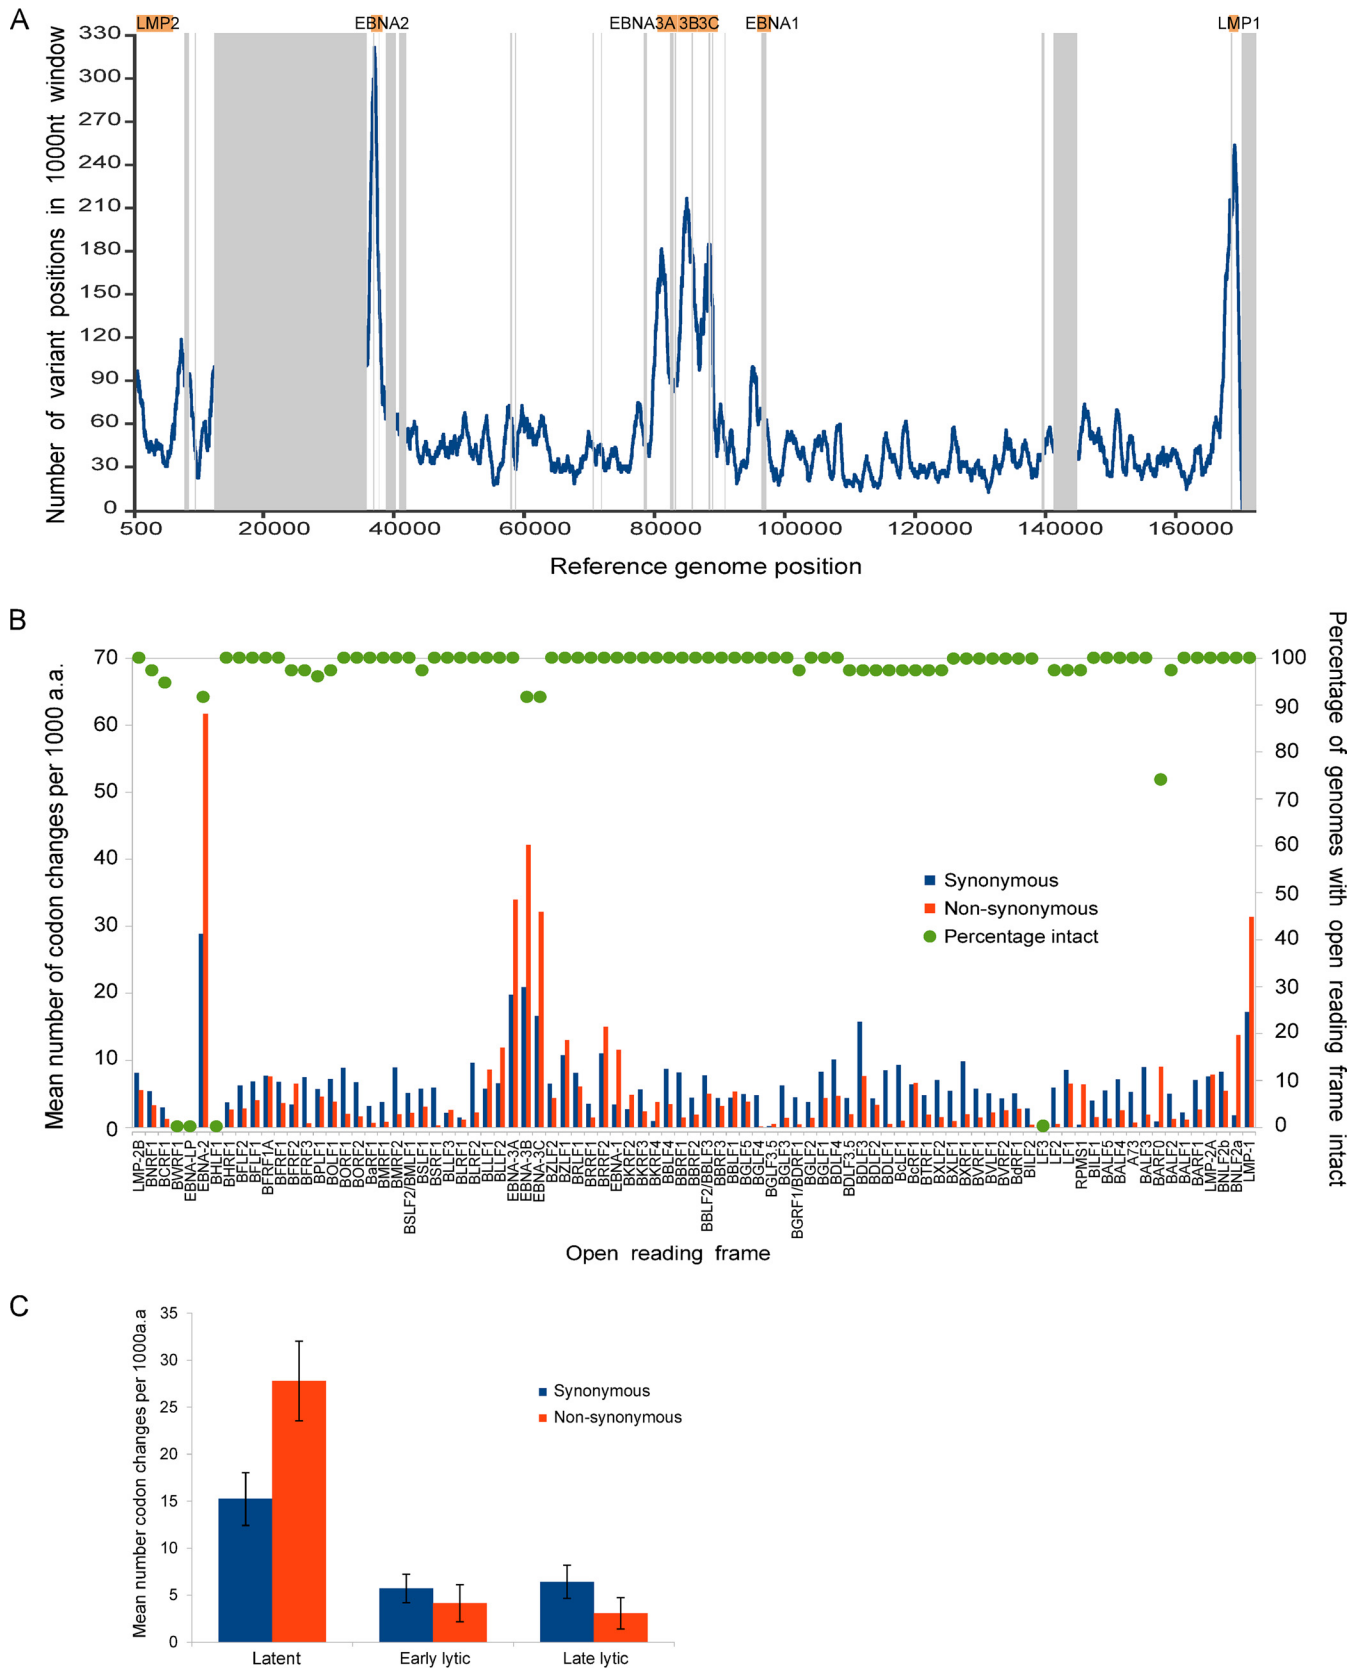 A
LMP2
EBNA2
EBNA3A 3B3C
EBNA1
LMP1
Number of variant positions in 1000nt window
330
300
270
240
210
180
150
120
90
60
30
0
500
20000
40000
60000
80000
100000
120000
140000
160000
Reference genome position
B
Mean number of codon changes per 1000 a.a.
70
60
50
40
30
20
10
0
100
90
80
70
60
50
40
30
20
10
0
Percentage of genomes with open reading frame intact
Synonymous
Non-synonymous
Percentage intact
LMP-2B
BNRF1
BCRF1
BWRF1
EBNA-LP
EBNA-2
BHLF1
BHRF1
BFLF2
BFLF1
BFRF1A
BFRF1
BFRF2
BFRF3
BPLF1
BOLF1
BORF1
BORF2
BaRF1
BMRF1
BMRF2
BSLF2/BMLF1
BSLF1
BSRF1
BLLF3
BLRF1
BLRF2
BLLF1
BLLF2
EBNA-3A
EBNA-3B
EBNA-3C
BZLF2
BZLF1
BRLF1
BRRF1
BRRF2
EBNA-1
BKRF2
BKRF3
BKRF4
BBLF4
BBRF1
BBRF2
BBLF2/BBLF3
BBRF3
BBLF1
BGLF5
BGLF4
BGLF3.5
BGLF3
BGRF1/BDRF1
BGLF2
BGLF1
BDLF4
BDLF3.5
BDLF3
BDLF2
BDLF1
BcLF1
BcRF1
BTRF1
BXLF2
BXLF1
BXRF1
BVRF1
BVLF1
BVRF2
BdRF1
BILF2
LF3
LF2
LF1
RPMS1
BILF1
BALF5
BALF4
A73
BALF3
BARF0
BALF2
BALF1
BARF1
LMP-2A
BNLF2b
BNLF2a
LMP-1
Open reading frame
C
Mean number codon changes per 1000a.a
35
30
25
20
15
10
5
0
Synonymous
Non-synonymous
Latent
Early lytic
Late lytic